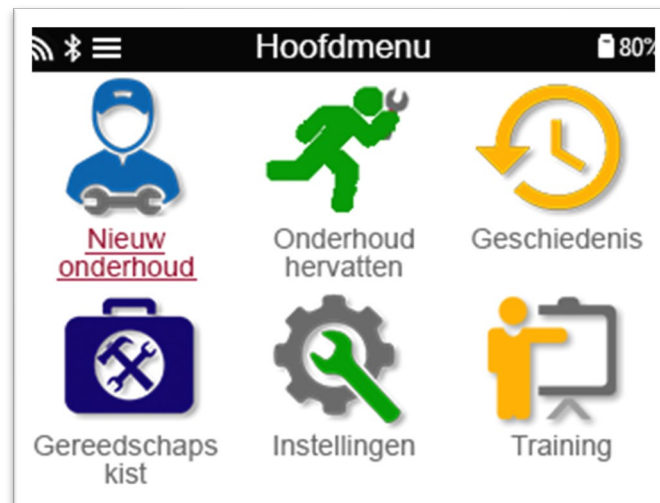 Hoofdmenu 80%
Nieuw Onderhoud Geschiedenis
onderhoud hervatten
Gereedschaps Instellingen Training
kist